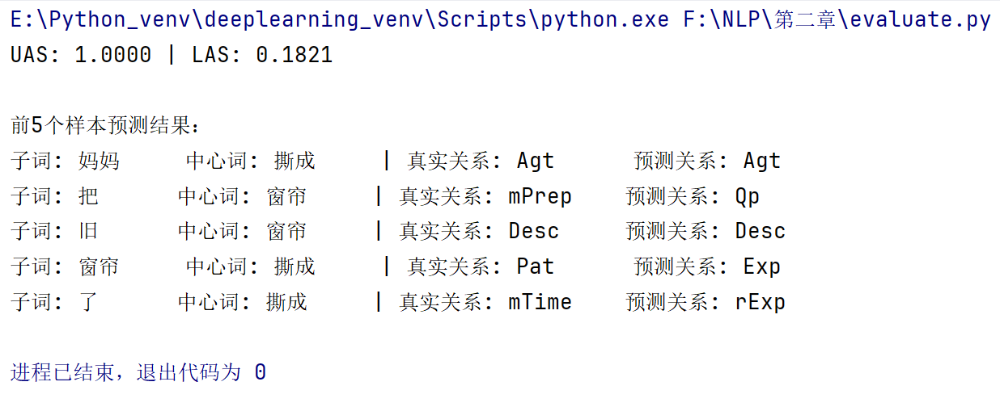 E:\Python_venv\deeplearning_venv\Scripts\python.exe F:\NLP\第二章\evaluate.py
UAS: 1.0000 | LAS: 0.1821
前5个样本预测结果:
子词: 妈妈 中心词: 撕成 | 真实关系: Agt 预测关系: Agt
子词: 把 中心词: 窗帘 | 真实关系: mPrep 预测关系: Qp
子词: 旧 中心词: 窗帘 | 真实关系: Desc 预测关系: Desc
子词: 窗帘 中心词: 撕成 | 真实关系: Pat 预测关系: Exp
子词: 了 中心词: 撕成 | 真实关系: mTime 预测关系: rExp
进程已结束，退出代码为 0